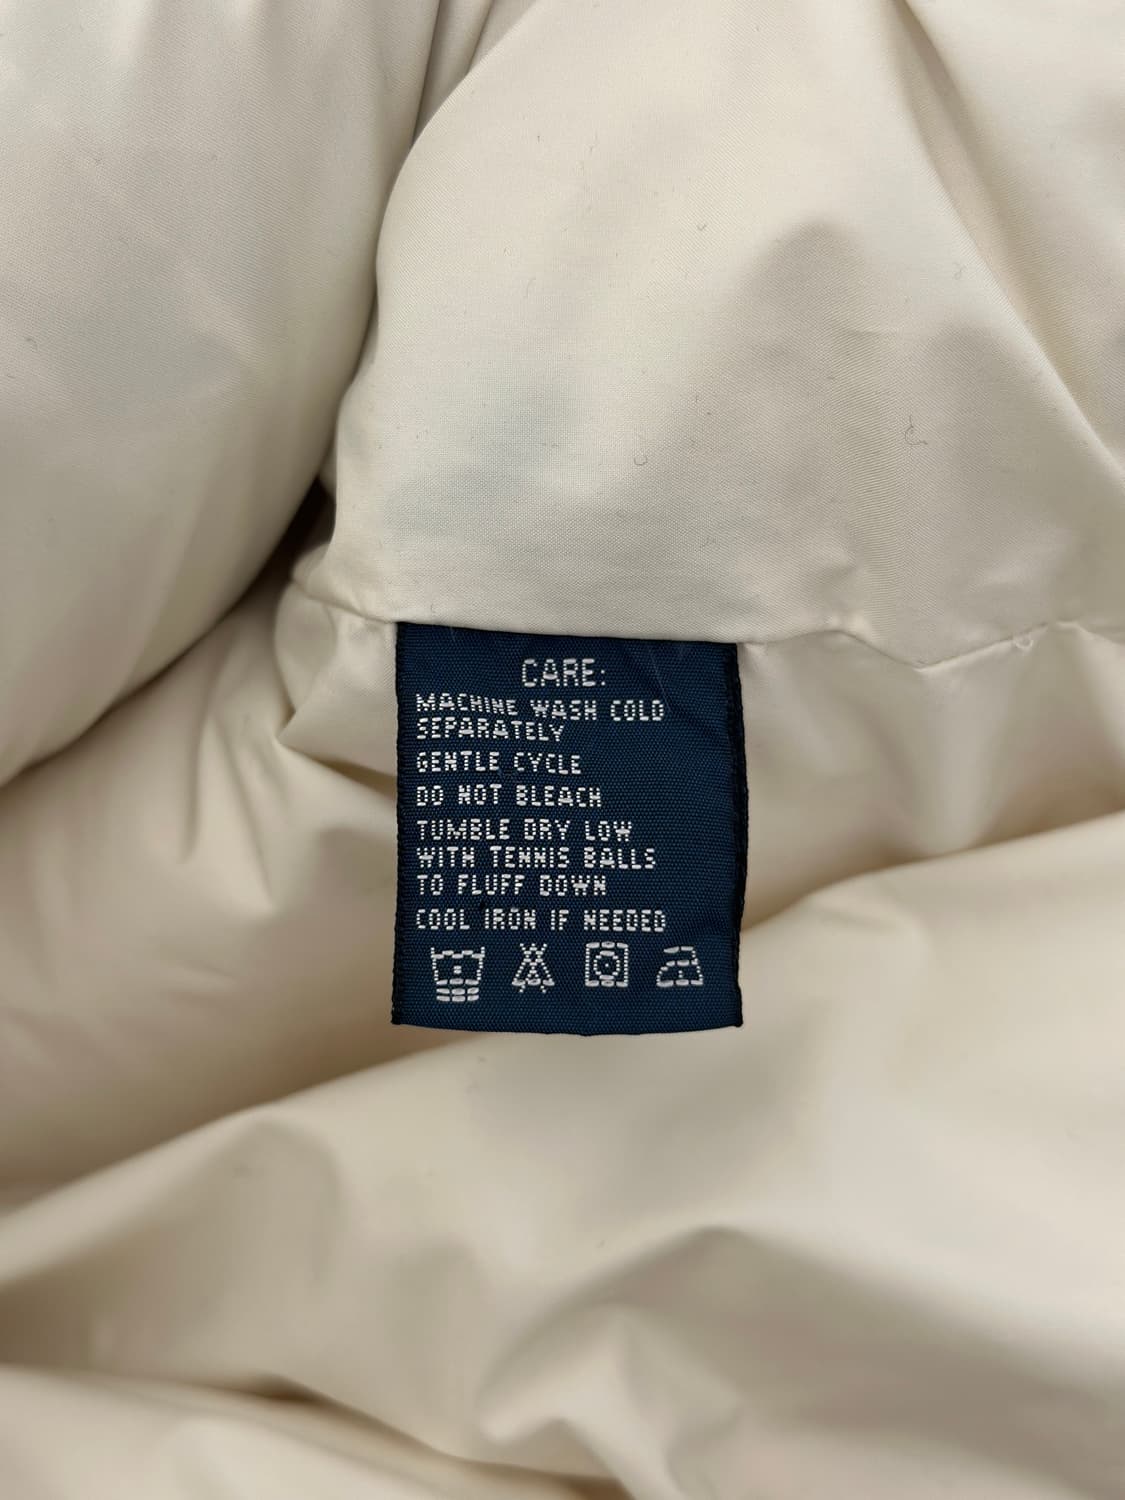 CARE:
MACHINE WASH COLD
SEPARATELY
GENTLE CYCLE
DO NOT BLEACH
TUMBLE DRY LOW
WITH TENNIS BALLS
TO FLUFF DOWN
COOL IRON IF NEEDED